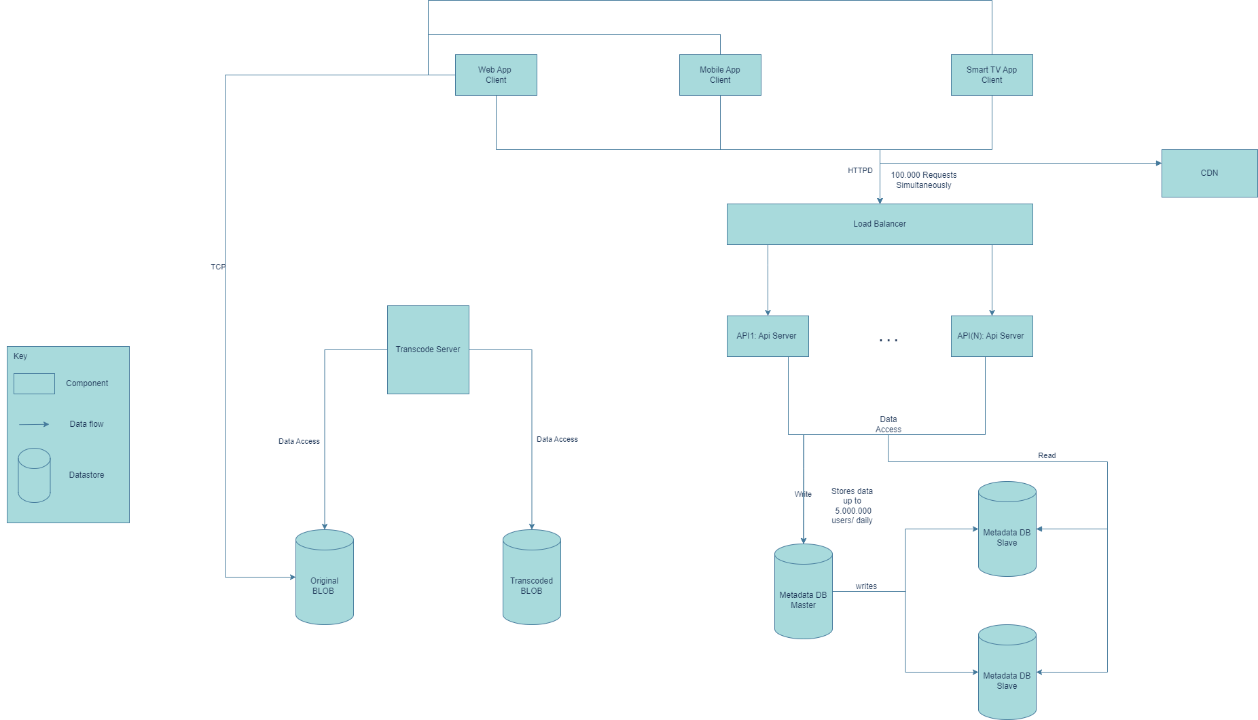 Web App
Client
Mobile App
Client
Smart TV App
Client
HTTPD
100.000 Requests
Simultaneously
CDN
Load Balancer
TCP
Transcode Server
API1: Api Server
. . .
API(N): Api Server
Key
Component
Data flow
Datastore
Data Access
Data Access
Data
Access
Read
Write
Stores data
up to
5.000.000
users/ daily
Metadata DB
Slave
Original
BLOB
Transcoded
BLOB
Metadata DB
Master
writes
Metadata DB
Slave